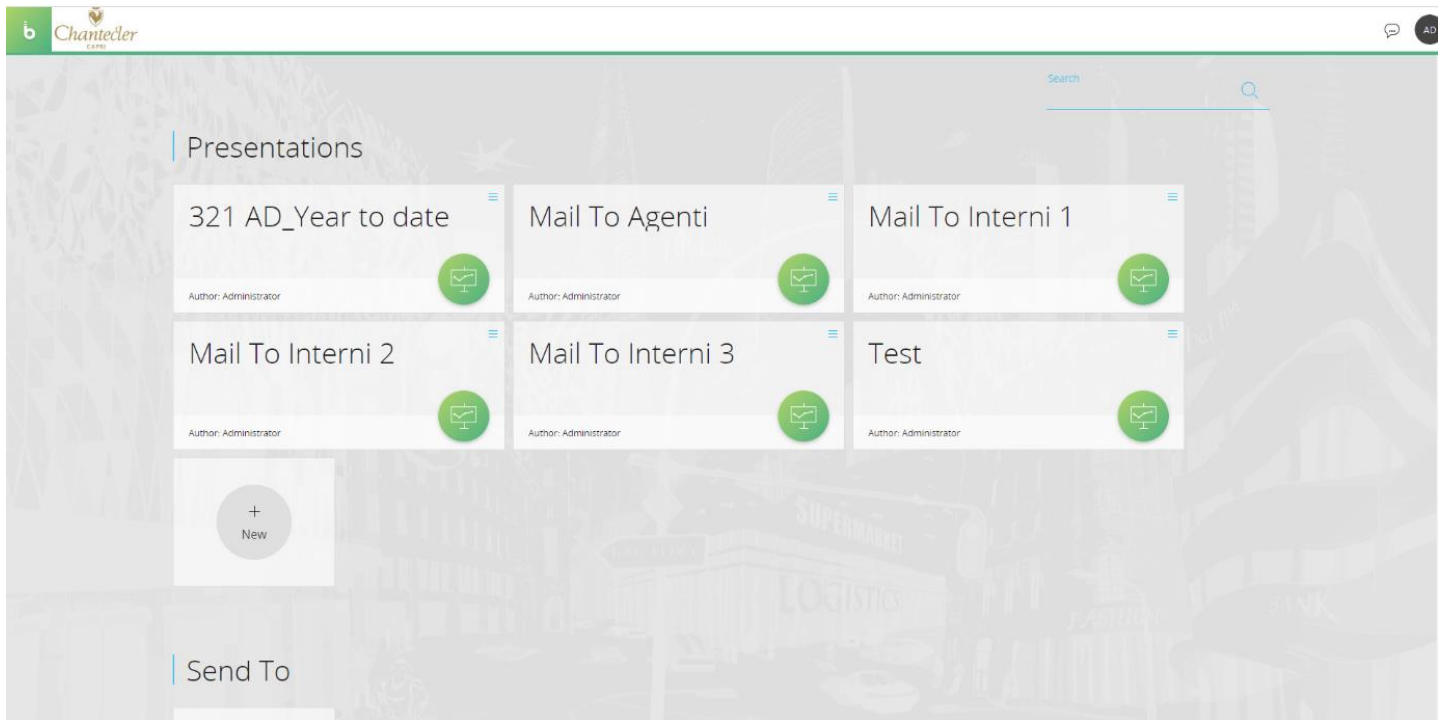 b
Chantecler
CAPRI
AD
Search
Presentations
321 AD_Year to date
Author: Administrator
Mail To Agenti
Author: Administrator
Mail To Interni 1
Author: Administrator
Mail To Interni 2
Author: Administrator
Mail To Interni 3
Author: Administrator
Test
Author: Administrator
+
New
SUPERMARKET
LOGISTICS
FASHION
BANK
Send To